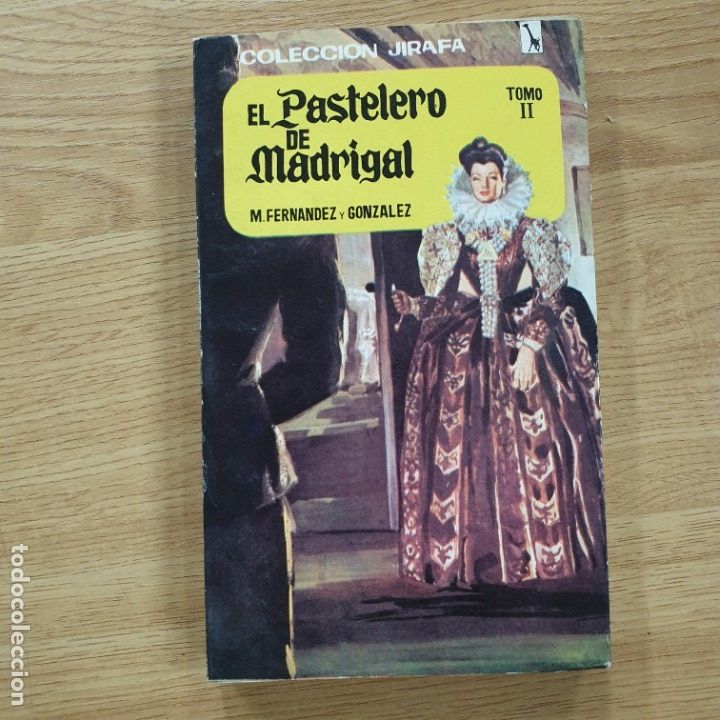 COLECCION JIRAFA
EL Pastelero
DE
Madrigal
TOMO
II
M. FERNANDEZ Y GONZALEZ
todocoleccion